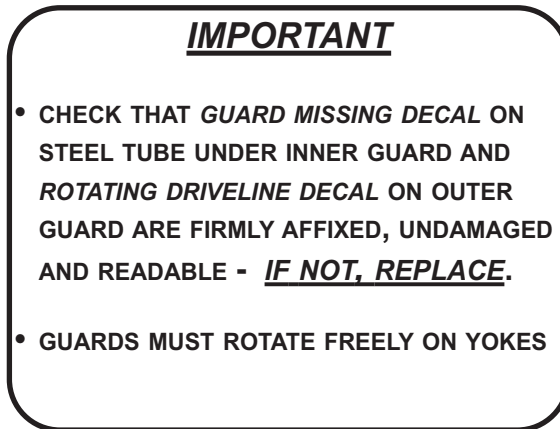 IMPORTANT
• CHECK THAT GUARD MISSING DECAL ON
STEEL TUBE UNDER INNER GUARD AND
ROTATING DRIVELINE DECAL ON OUTER
GUARD ARE FIRMLY AFFIXED, UNDAMAGED
AND READABLE - IF NOT, REPLACE.
• GUARDS MUST ROTATE FREELY ON YOKES